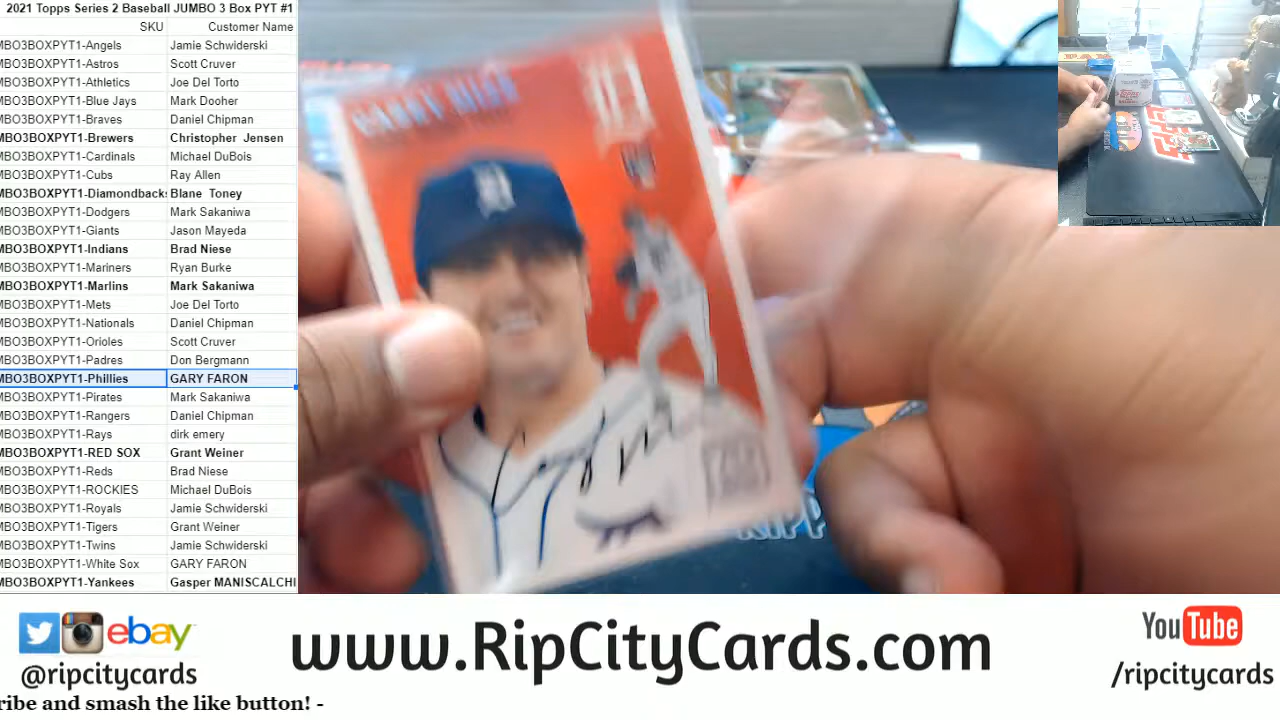 2021 Topps Series 2 Baseball JUMBO 3 Box PYT #1
SKU Customer Name
MBO3BOXPYT1-Angels Jamie Schwiderski
MBO3BOXPYT1-Astros Scott Cruver
MBO3BOXPYT1-Athletics Joe Del Torto
MBO3BOXPYT1-Blue Jays Mark Dooher
MBO3BOXPYT1-Braves Daniel Chipman
MBO3BOXPYT1-Brewers Christopher Jensen
MBO3BOXPYT1-Cardinals Michael DuBois
MBO3BOXPYT1-Cubs Ray Allen
MBO3BOXPYT1-Diamondbacks Blane Toney
MBO3BOXPYT1-Dodgers Mark Sakaniwa
MBO3BOXPYT1-Giants Jason Mayeda
MBO3BOXPYT1-Indians Brad Niese
MBO3BOXPYT1-Mariners Ryan Burke
MBO3BOXPYT1-Marlins Mark Sakaniwa
MBO3BOXPYT1-Mets Joe Del Torto
MBO3BOXPYT1-Nationals Daniel Chipman
MBO3BOXPYT1-Orioles Scott Cruver
MBO3BOXPYT1-Padres Don Bergmann
MBO3BOXPYT1-Phillies GARY FARON
MBO3BOXPYT1-Pirates Mark Sakaniwa
MBO3BOXPYT1-Rangers Daniel Chipman
MBO3BOXPYT1-Rays dirk emery
MBO3BOXPYT1-RED SOX Grant Weiner
MBO3BOXPYT1-Reds Brad Niese
MBO3BOXPYT1-ROCKIES Michael DuBois
MBO3BOXPYT1-Royals Jamie Schwiderski
MBO3BOXPYT1-Tigers Grant Weiner
MBO3BOXPYT1-Twins Jamie Schwiderski
MBO3BOXPYT1-White Sox GARY FARON
MBO3BOXPYT1-Yankees Gasper MANISCALCHI
RIPP
ebay
@ripcitycards
www.RipCityCards.com
YouTube
/ripcitycards
ribe and smash the like button! -